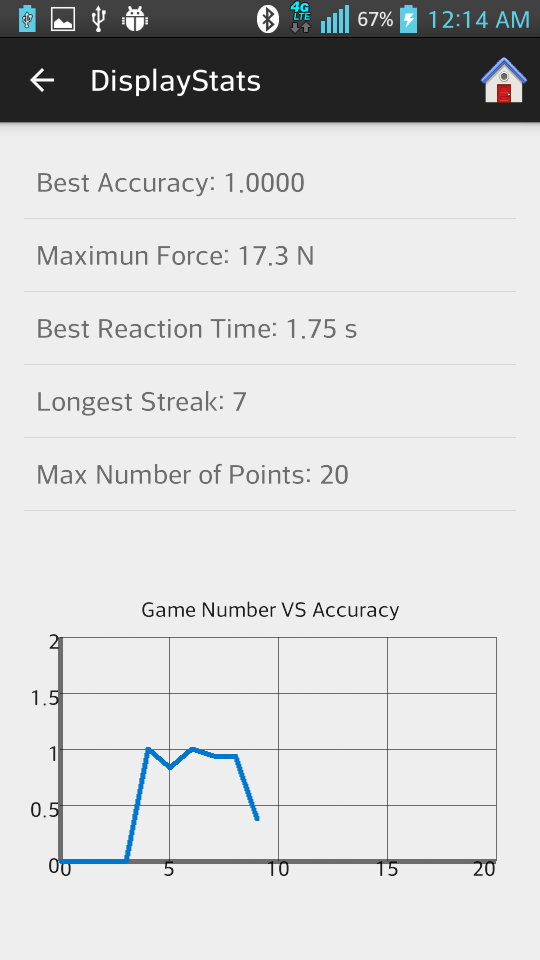 4G LTE 67% 12:14 AM
DisplayStats
Best Accuracy: 1.0000
Maximun Force: 17.3 N
Best Reaction Time: 1.75 s
Longest Streak: 7
Max Number of Points: 20
Game Number VS Accuracy
2
1.5
1
0.5
0
0 5 10 15 20